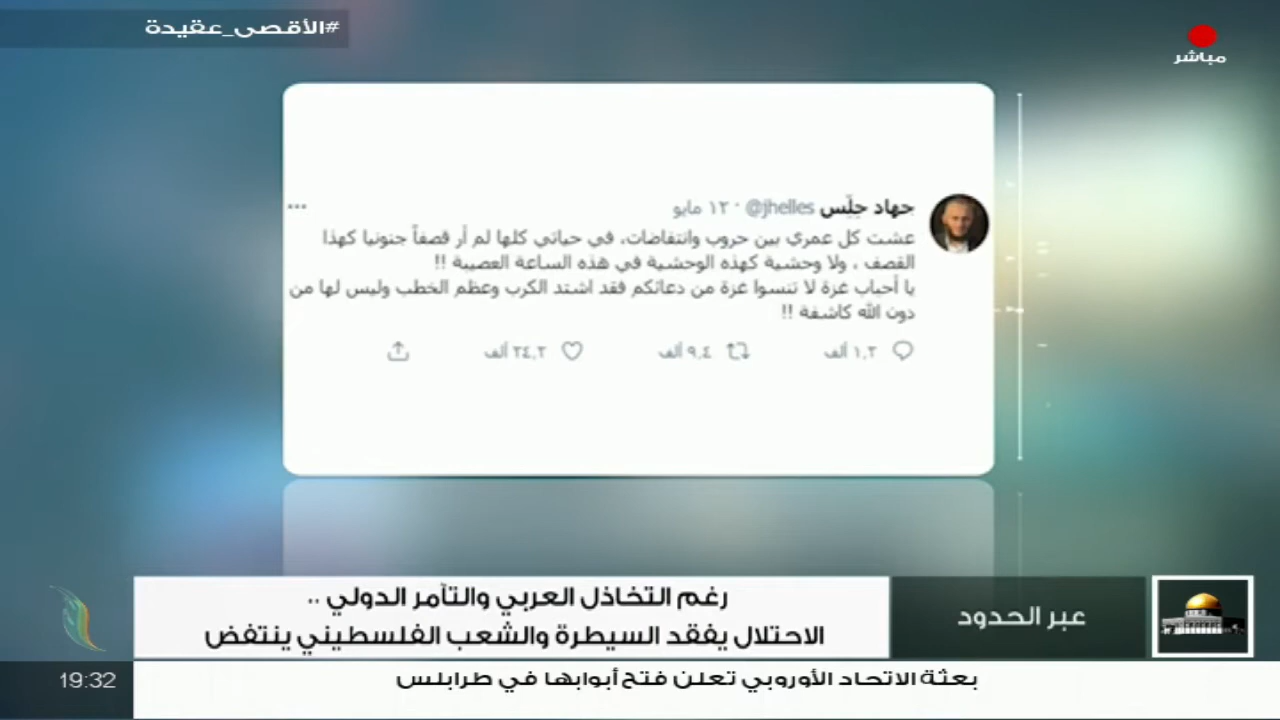 #الأقصى_عقيدة
مباشر
جهاد حلّس @jhelles · ١٢ مايو
عشت كل عمري بين حروب وانتفاضات، في حياتي كلها لم أر قصفاً جنونيا كهذا
القصف ، ولا وحشية كهذه الوحشية في هذه الساعة العصيبة !!
يا أحباب غزة لا تنسوا غزة من دعائكم فقد اشتد الكرب وعظم الخطب وليس لها من
دون الله كاشفة !!
١,٢ ألف ٩,٤ ألف ٢٤,٢ ألف
رغم التخاذل العربي والتآمر الدولي ..
عبر الحدود
الاحتلال يفقد السيطرة والشعب الفلسطيني ينتفض
بعثة الاتحاد الأوروبي تعلن فتح أبوابها في طرابلس
19:32